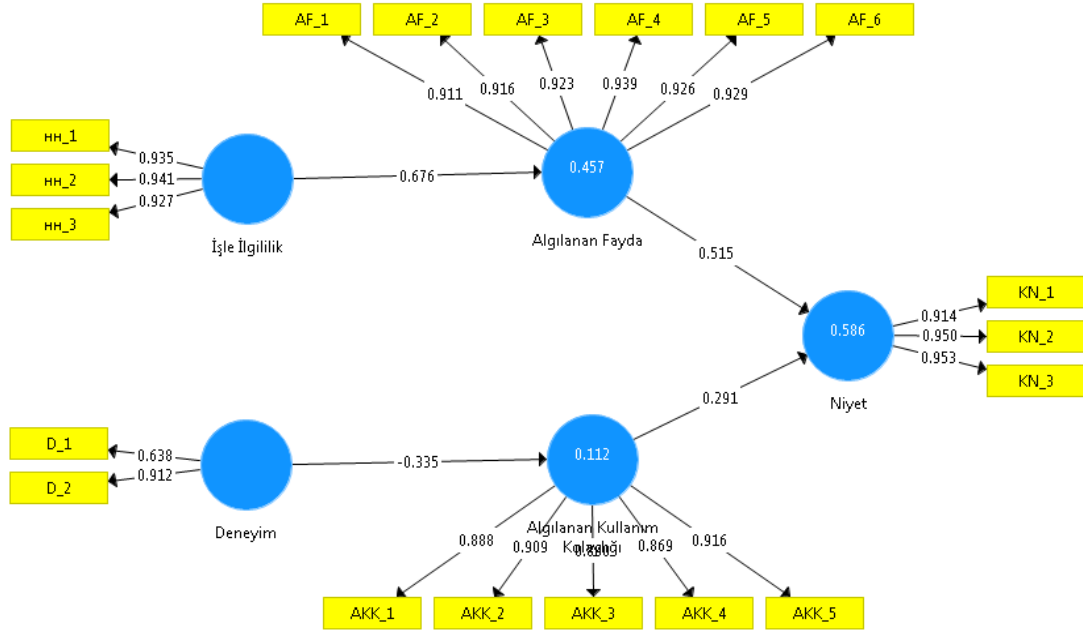 AF_1 AF_2 AF_3 AF_4 AF_5 AF_6
0.911 0.916 0.923 0.939 0.926 0.929
нн_1
нн_2
нн_3
0.935
0.941
0.927
İşle İlgililik
0.676
0.457
Algılanan Fayda
0.515
0.586
Niyet
0.914
0.950
0.953
KN_1
KN_2
KN_3
D_1
D_2
0.638
0.912
Deneyim
-0.335
0.112
0.291
Algılanan Kullanım
Kolaylığı
0.888 0.909 0.869 0.916
AKK_1 AKK_2 AKK_3 AKK_4 AKK_5